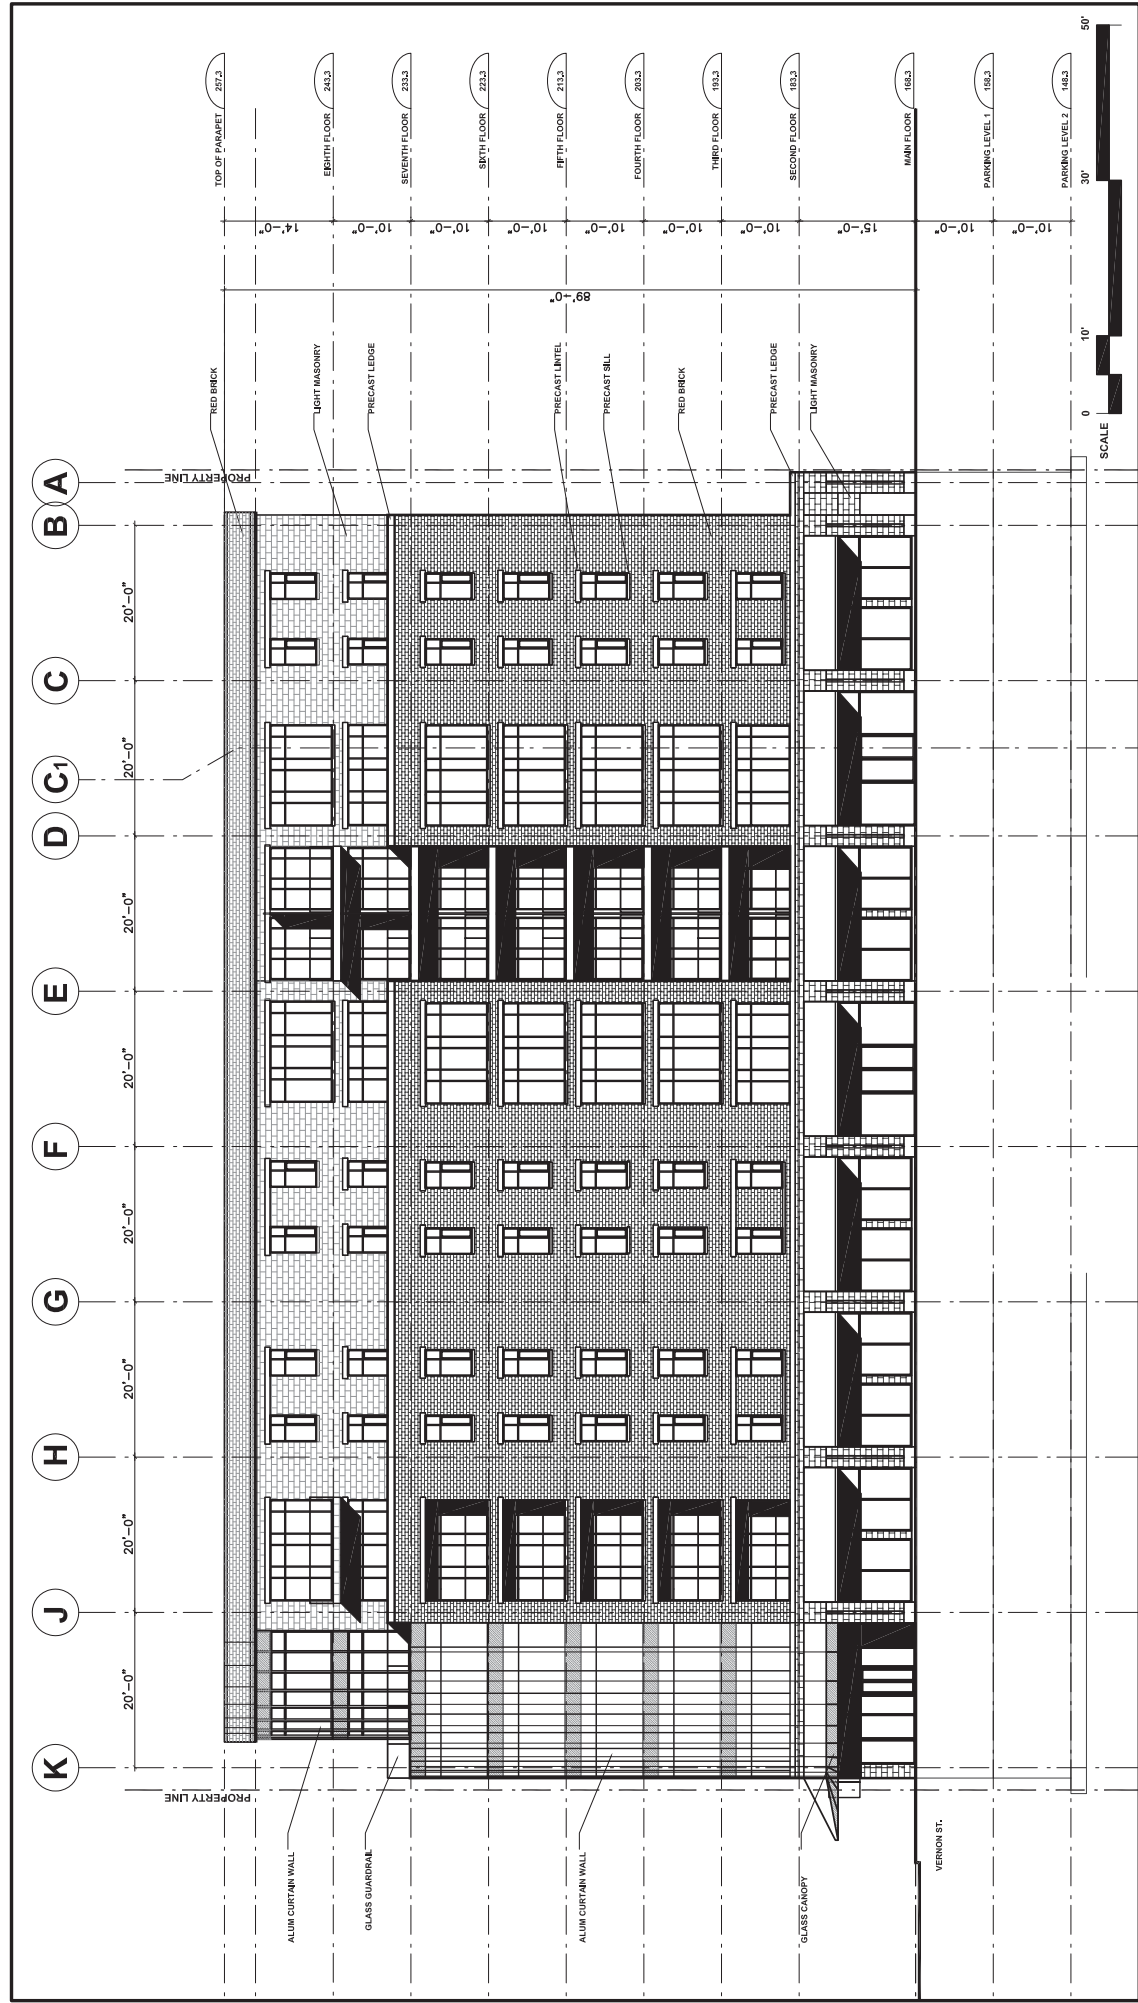 K
J
H
G
F
E
D
C1
C
B
A
20'-0"
20'-0"
20'-0"
20'-0"
20'-0"
20'-0"
20'-0"
20'-0"
PROPERTY LINE
PROPERTY LINE
RED BRICK
LIGHT MASONRY
PRECAST LEDGE
PRECAST LINTEL
PRECAST SILL
RED BRICK
PRECAST LEDGE
LIGHT MASONRY
ALUM CURTAIN WALL
GLASS GUARDRAIL
ALUM CURTAIN WALL
GLASS CANOPY
VERNON ST.
89'-0"
14'-0"
10'-0"
10'-0"
10'-0"
10'-0"
10'-0"
10'-0"
15'-0"
10'-0"
10'-0"
TOP OF PARAPET 257.3
EIGHTH FLOOR 243.3
SEVENTH FLOOR 233.3
SIXTH FLOOR 223.3
FIFTH FLOOR 213.3
FOURTH FLOOR 203.3
THIRD FLOOR 193.3
SECOND FLOOR 183.3
MAIN FLOOR 168.3
PARKING LEVEL 1 158.3
PARKING LEVEL 2 148.3
SCALE
0 10' 30' 50'